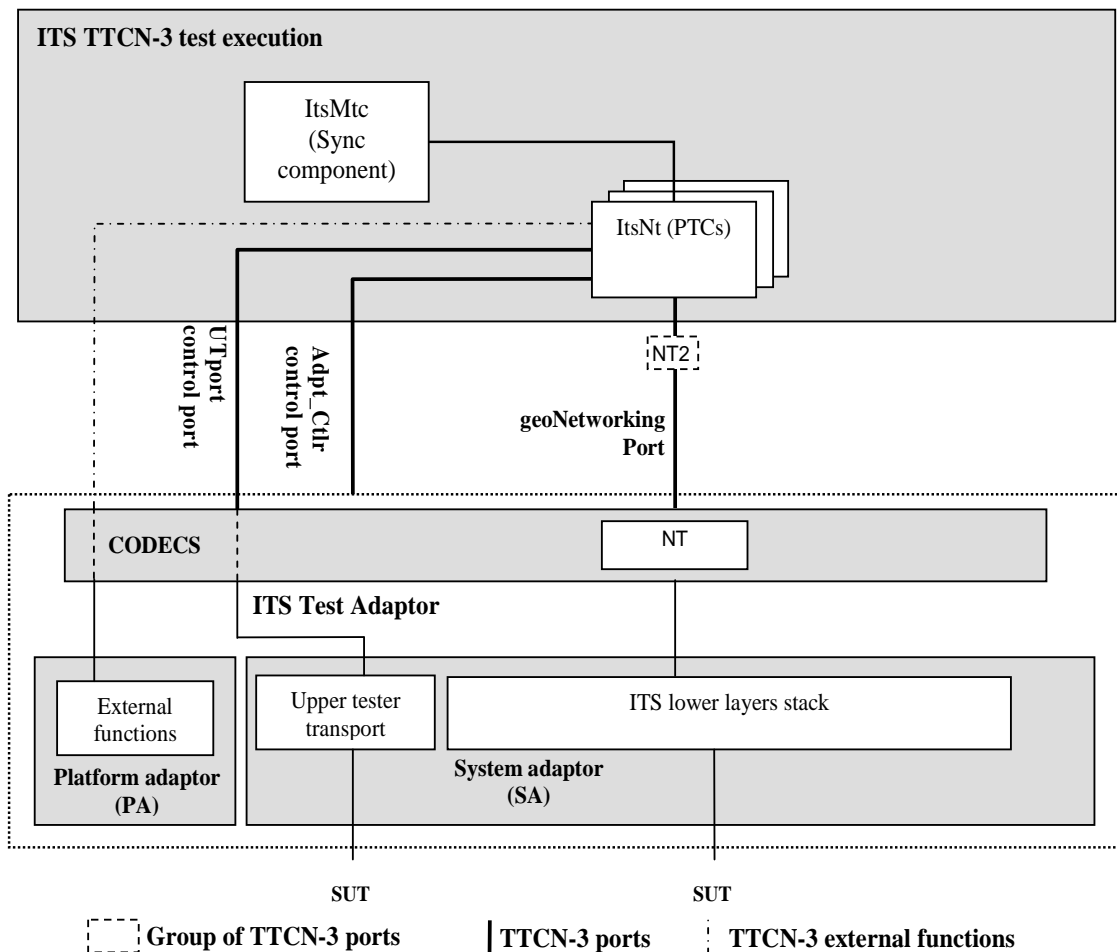 ITS TTCN-3 test execution
ItsMtc
(Sync
component)
ItsNt (PTCs)
UTport
control port
Adpt_Ctlr
control port
NT2
geoNetworking
Port
CODECS
NT
ITS Test Adaptor
External
functions
Upper tester
transport
ITS lower layers stack
Platform adaptor
(PA)
System adaptor
(SA)
SUT
SUT
Group of TTCN-3 ports
TTCN-3 ports
TTCN-3 external functions